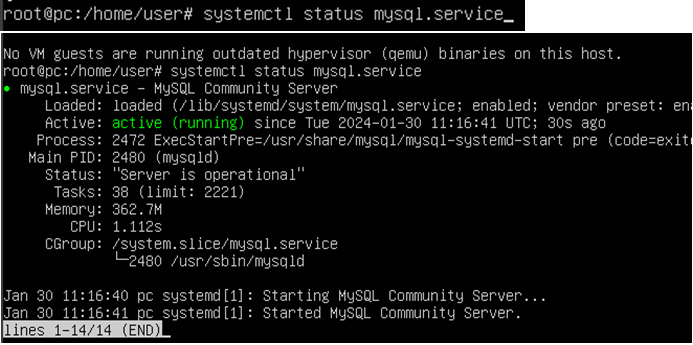 root@pc:/home/user# systemctl status mysql.service_
No VM guests are running outdated hypervisor (qemu) binaries on this host.
root@pc:/home/user# systemctl status mysql.service
● mysql.service - MySQL Community Server
Loaded: loaded (/lib/systemd/system/mysql.service; enabled; vendor preset: ena
Active: active (running) since Tue 2024-01-30 11:16:41 UTC; 30s ago
Process: 2472 ExecStartPre=/usr/share/mysql/mysql-systemd-start pre (code=exite
Main PID: 2480 (mysqld)
Status: "Server is operational"
Tasks: 38 (limit: 2221)
Memory: 362.7M
CPU: 1.112s
CGroup: /system.slice/mysql.service
└─2480 /usr/sbin/mysqld
Jan 30 11:16:40 pc systemd[1]: Starting MySQL Community Server...
Jan 30 11:16:41 pc systemd[1]: Started MySQL Community Server.
lines 1-14/14 (END)